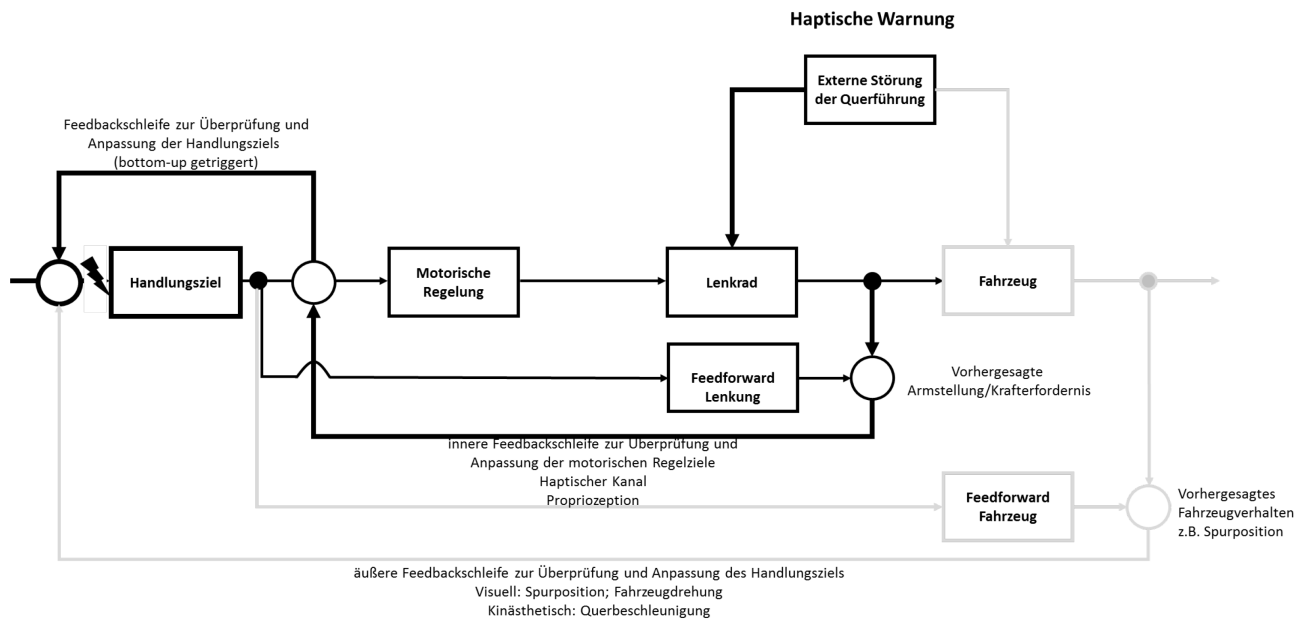 Haptische Warnung
Externe Störung
der Querführung
Feedbackschleife zur Überprüfung und
Anpassung der Handlungsziels
(bottom-up getriggert)
Handlungsziel
Motorische
Regelung
Lenkrad
Fahrzeug
Feedforward
Lenkung
Vorhergesagte
Armstellung/Krafterfordernis
innere Feedbackschleife zur Überprüfung und
Anpassung der motorischen Regelziele
Haptischer Kanal
Propriozeption
Feedforward
Fahrzeug
Vorhergesagtes
Fahrzeugverhalten
z.B. Spurposition
äußere Feedbackschleife zur Überprüfung und Anpassung des Handlungsziels
Visuell: Spurposition; Fahrzeugdrehung
Kinästhetisch: Querbeschleunigung